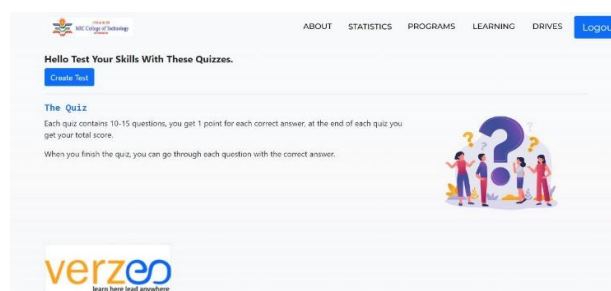 KSC College of Technology
ABOUT STATISTICS PROGRAMS LEARNING DRIVES Logou
Hello Test Your Skills With These Quizzes.
Create Test
The Quiz
Each quiz contains 10-15 questions, you get 1 point for each correct answer, at the end of each quiz you
get your total score.
When you finish the quiz, you can go through each question with the correct answer.
verzeo
learn here lead anywhere